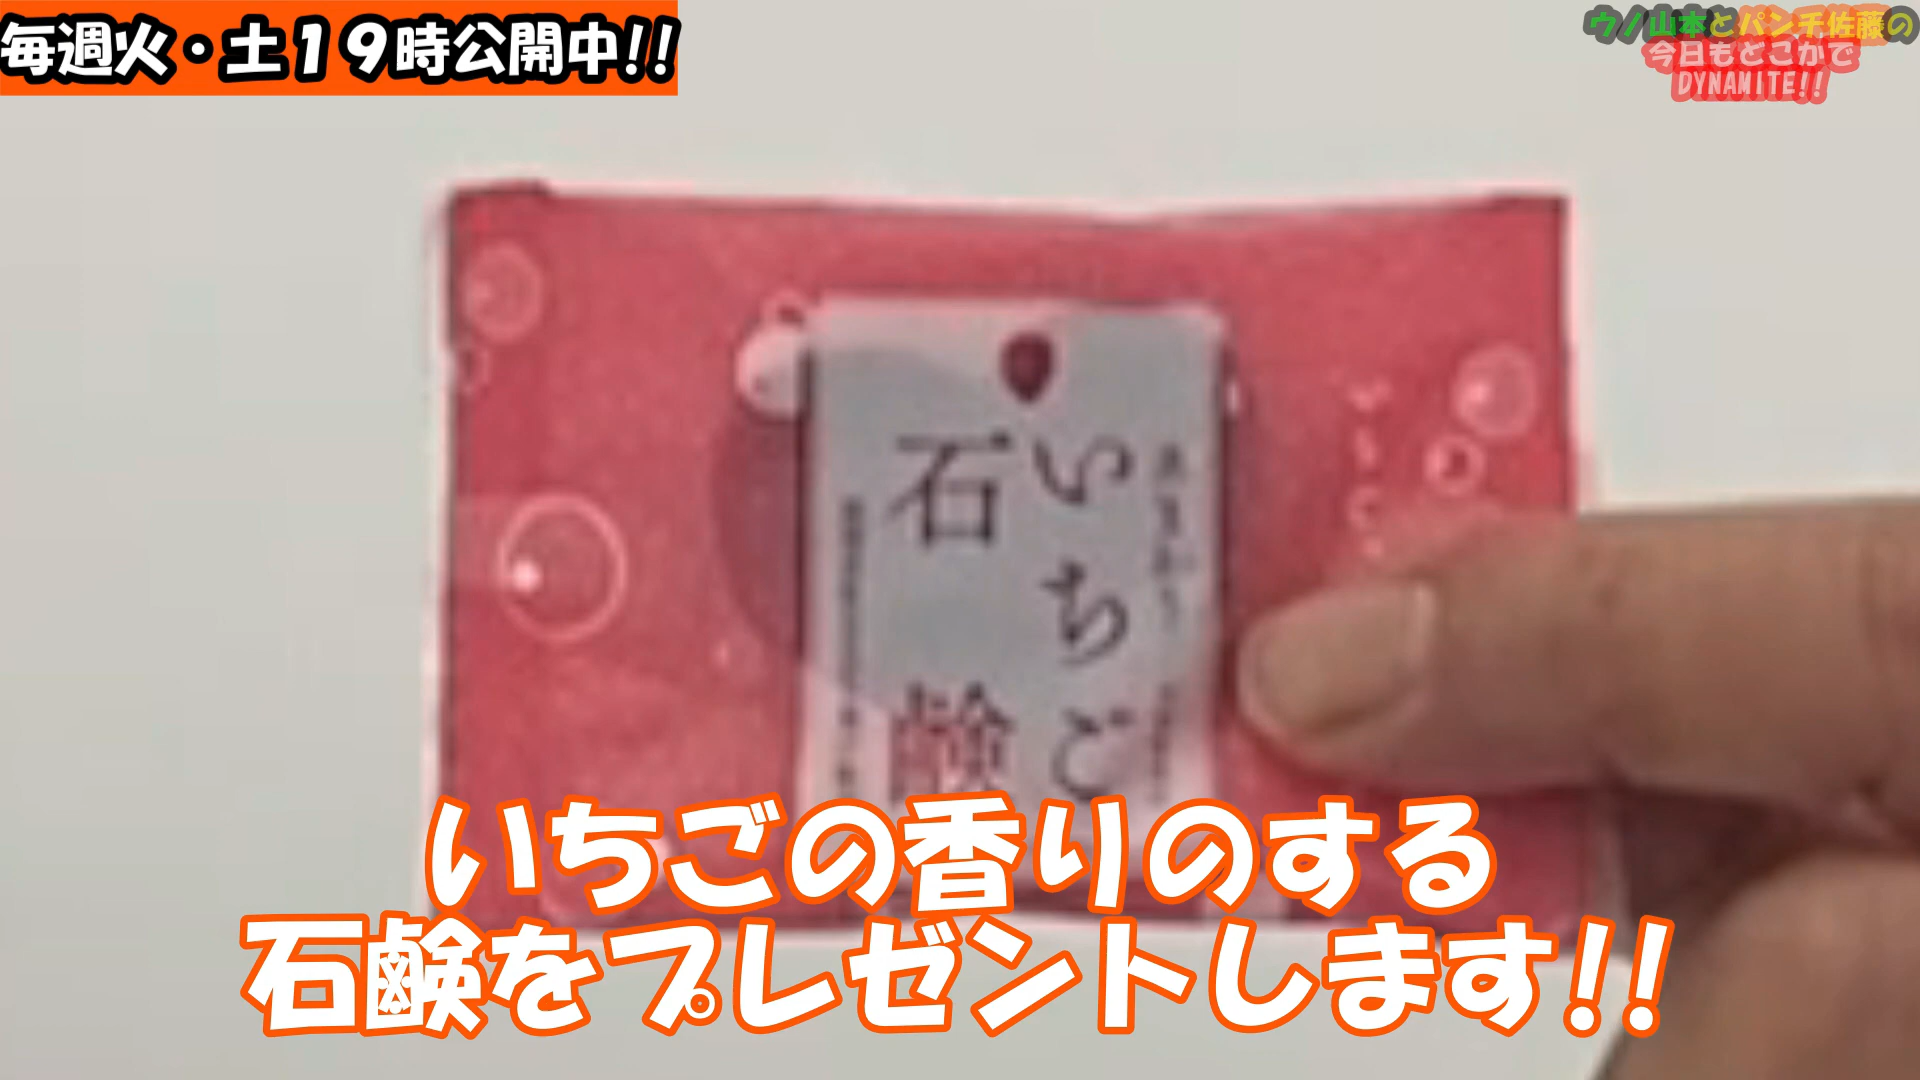 毎週火・土19時公開中!!
ウノ山本とパンチ佐藤の
今日もどこかで
DYNAMITE!!
いちご
石鹸
いちごの香りのする
石鹸をプレゼントします!!